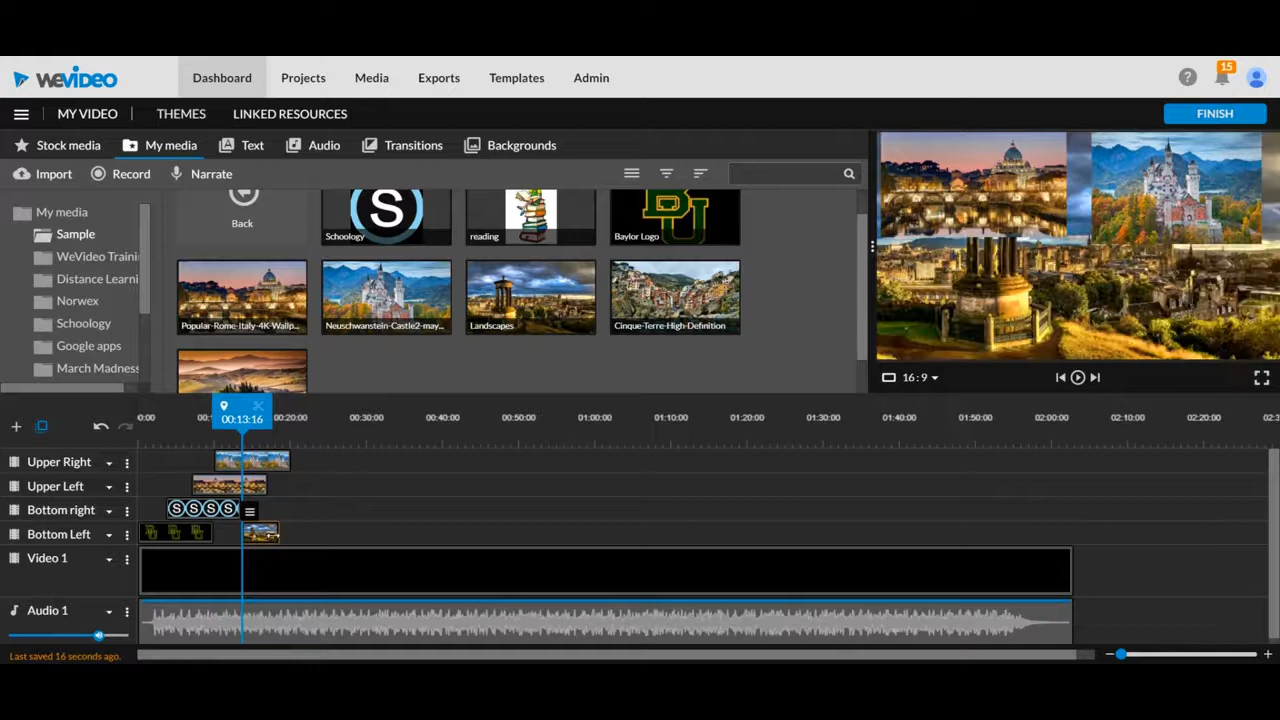 WEVIDEO Dashboard Projects Media Exports Templates Admin ? 15
MY VIDEO THEMES LINKED RESOURCES FINISH
Stock media My media Text Audio Transitions Backgrounds
Import Record Narrate
My media
Sample
WeVideo Traini
Distance Learni
Norwex
Schoology
Google apps
March Madness
Back
S
Schoology
reading
BU
Baylor Logo
Popular-Rome-Italy-4K-Wallp...
Neuschwanstein-Castle2-may...
Landscapes
Cinque-Terre-High-Definition
16:9
00:13:16
0:00 00:1 00:20:00 00:30:00 00:40:00 00:50:00 01:00:00 01:10:00 01:20:00 01:30:00 01:40:00 01:50:00 02:00:00 02:10:00 02:20:00 02:3
Upper Right
Upper Left
Bottom right S S S S
Bottom Left
Video 1
Audio 1
Last saved 16 seconds ago.